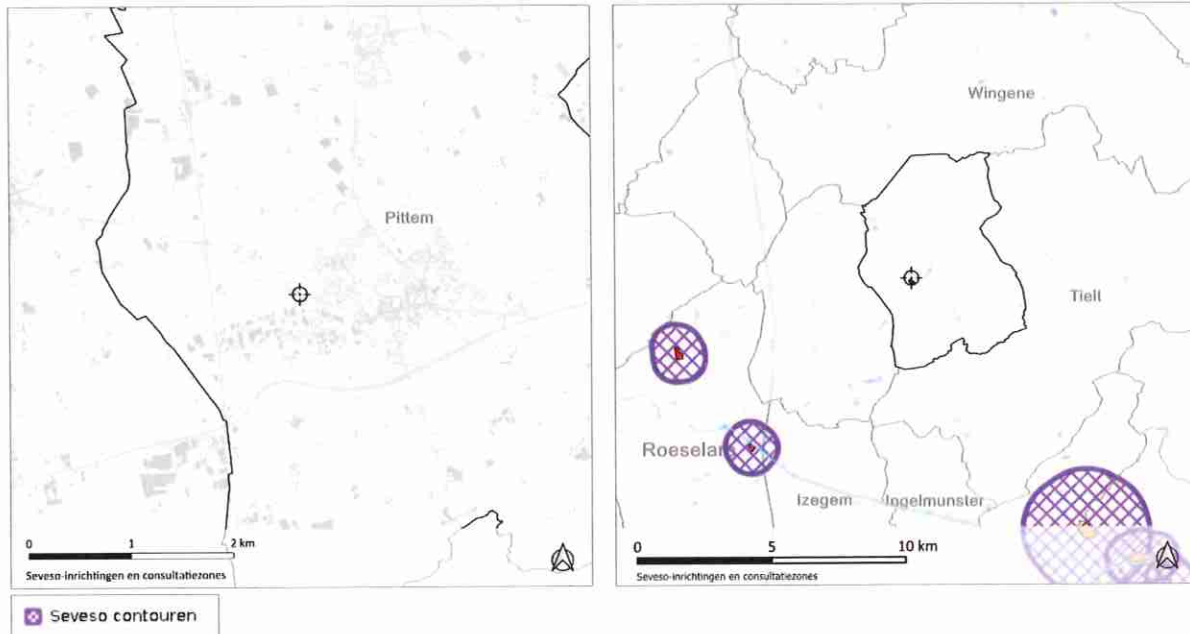 Pittem
0 1 2 km
Seveso-inrichtingen en consultatiezones
Wingene
Tielt
Roeselar
Izegem
Ingelmunster
0 5 10 km
Seveso-inrichtingen en consultatiezones
Seveso contouren